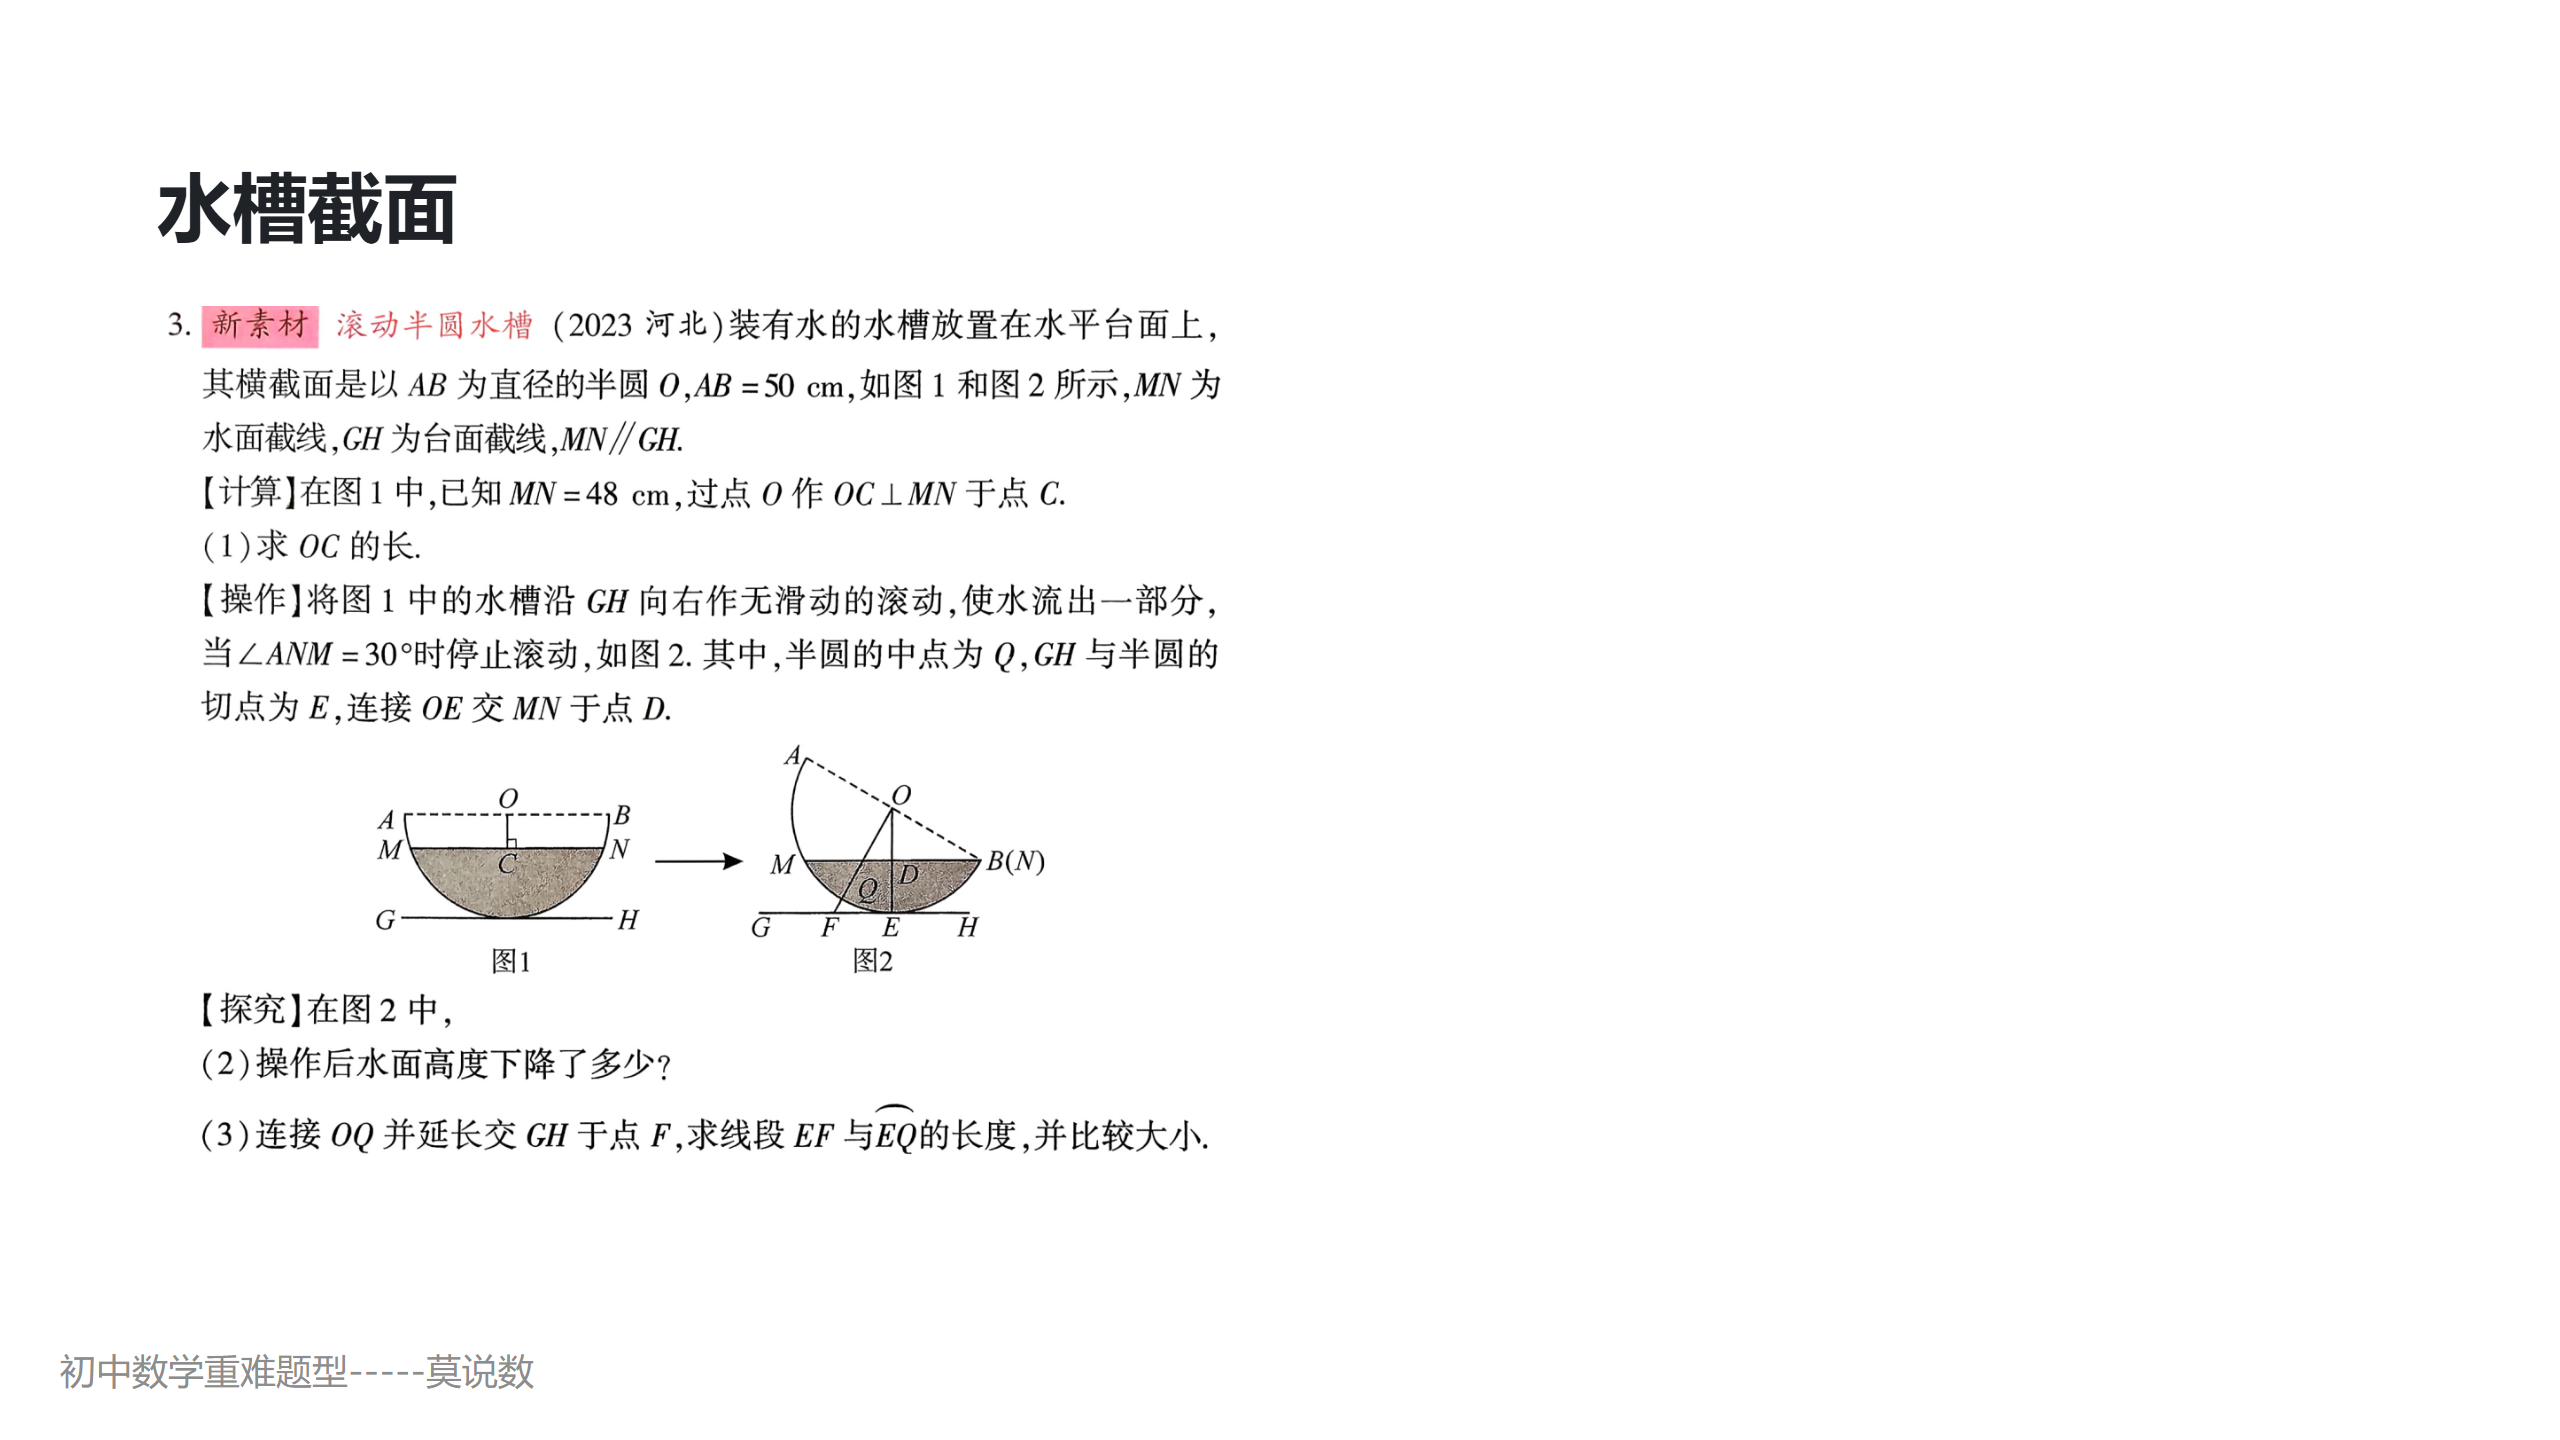 水槽截面
3. 新素材 滚动半圆水槽 (2023 河北)装有水的水槽放置在水平台面上,
其横截面是以 AB 为直径的半圆 O,AB=50 cm,如图 1 和图 2 所示,MN 为
水面截线,GH 为台面截线,MN∥GH.
【计算】在图 1 中,已知 MN=48 cm,过点 O 作 OC⊥MN 于点 C.
(1)求 OC 的长.
【操作】将图 1 中的水槽沿 GH 向右作无滑动的滚动,使水流出一部分,
当∠ANM=30°时停止滚动,如图 2. 其中,半圆的中点为 Q,GH 与半圆的
切点为 E,连接 OE 交 MN 于点 D.
A O B
M C N
G H
图1
A
O
M Q D B(N)
G F E H
图2
【探究】在图 2 中,
(2)操作后水面高度下降了多少?
(3)连接 OQ 并延长交 GH 于点 F,求线段 EF 与EQ的长度,并比较大小.
初中数学重难题型-----莫说数